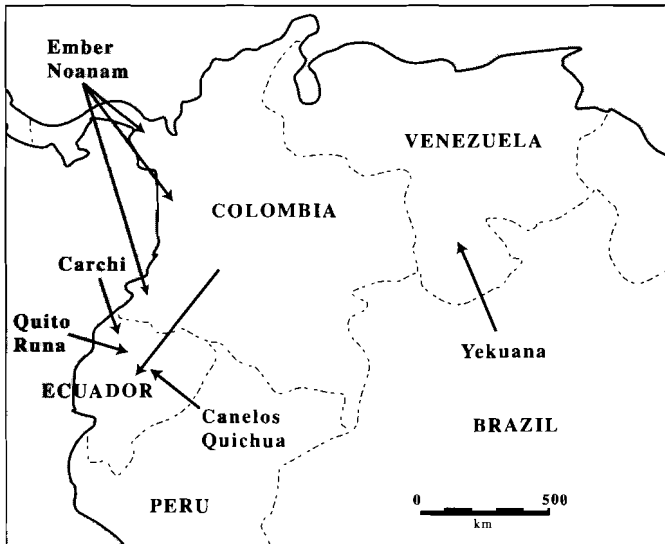 Ember
Noanam
VENEZUELA
COLOMBIA
Carchi
Quito
Runa
Yekuana
ECUADOR
Canelos
Quichua
BRAZIL
PERU
0 500
km